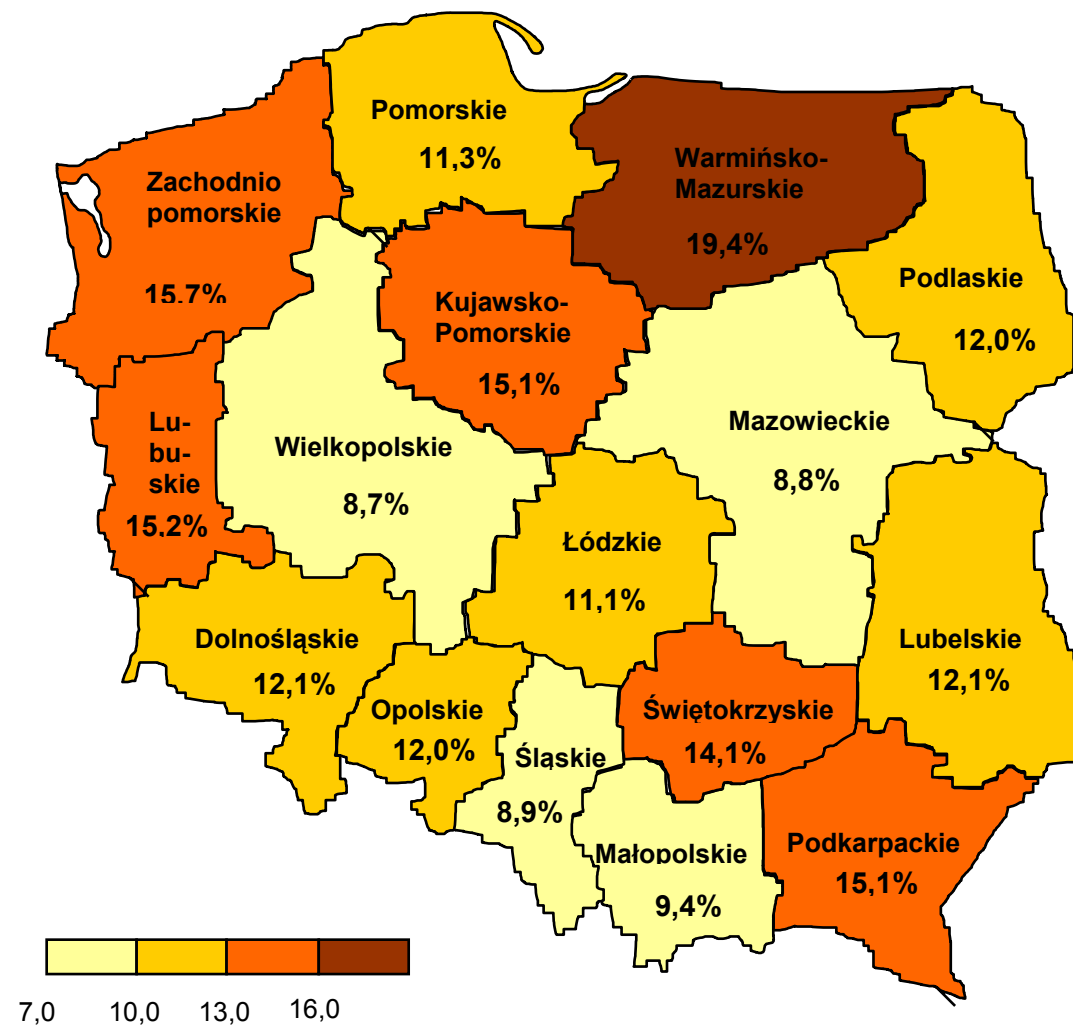 Pomorskie
11,3%
Warmińsko-
Mazurskie
19,4%
Zachodnio
pomorskie
15,7%
Podlaskie
12,0%
Kujawsko-
Pomorskie
15,1%
Mazowieckie
8,8%
Lu-
bu-
skie
15,2%
Wielkopolskie
8,7%
Łódzkie
11,1%
Dolnośląskie
12,1%
Lubelskie
12,1%
Opolskie
12,0%
Świętokrzyskie
14,1%
Śląskie
8,9%
Małopolskie
9,4%
Podkarpackie
15,1%
7,0 10,0 13,0 16,0